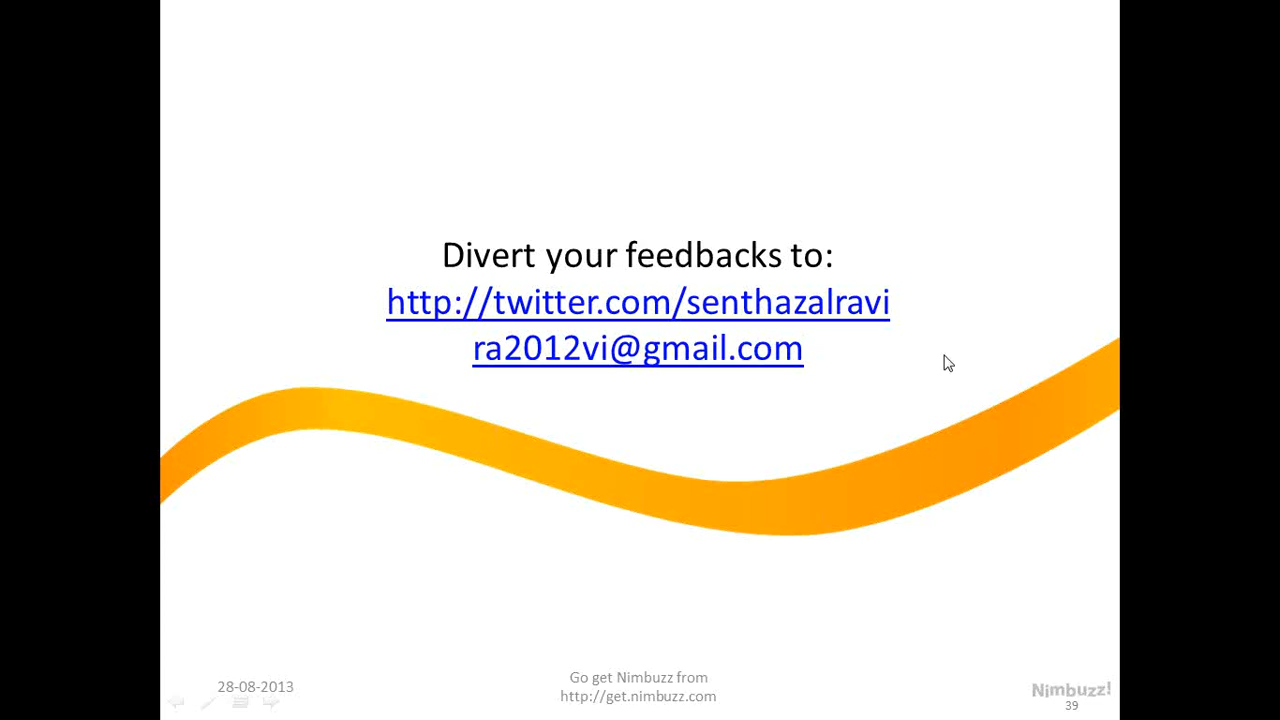 Divert your feedbacks to:
http://twitter.com/senthazalravi
ra2012vi@gmail.com
28-08-2013
Go get Nimbuzz from
http://get.nimbuzz.com
Nimbuzz!
39